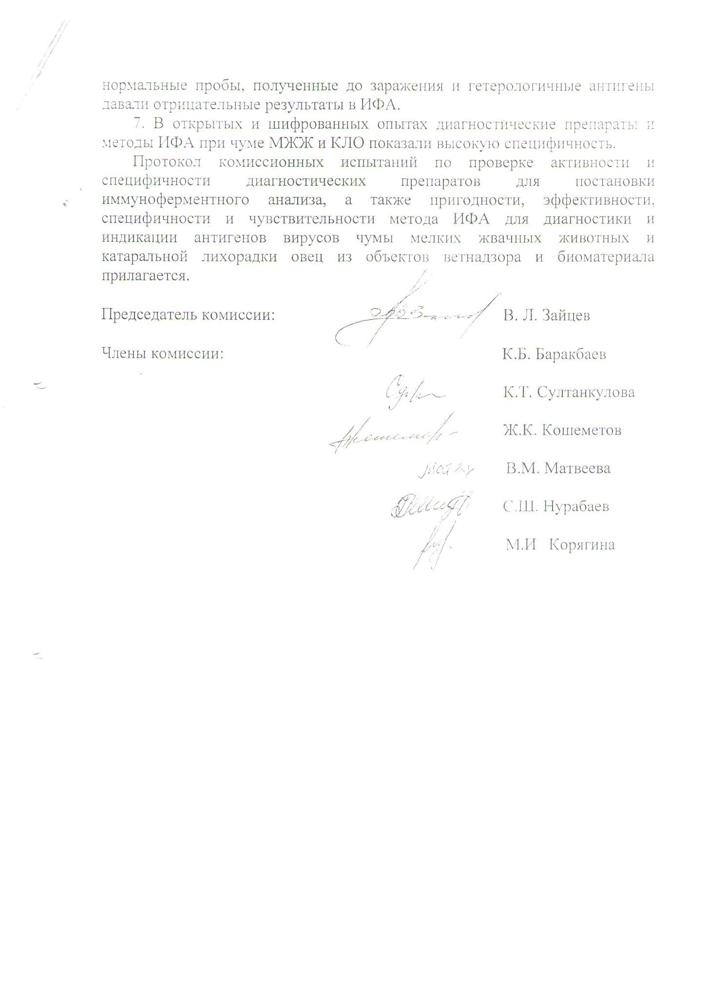 нормальные пробы, полученные до заражения и гетерологичные антигены
давали отрицательные результаты в ИФА.
7. В открытых и шифрованных опытах диагностические препараты и
методы ИФА при чуме МЖЖ и КЛО показали высокую специфичность.
Протокол комиссионных испытаний по проверке активности и
специфичности диагностических препаратов для постановки
иммуноферментного анализа, а также пригодности, эффективности,
специфичности и чувствительности метода ИФА для диагностики и
индикации антигенов вирусов чумы мелких жвачных животных и
катаральной лихорадки овец из объектов ветнадзора и биоматериала
прилагается.
Председатель комиссии: В. Л. Зайцев
Члены комиссии: К.Б. Баракбаев
К.Т. Султанкулова
Ж.К. Кошеметов
В.М. Матвеева
С.Ш. Нурабаев
М.И Корягина